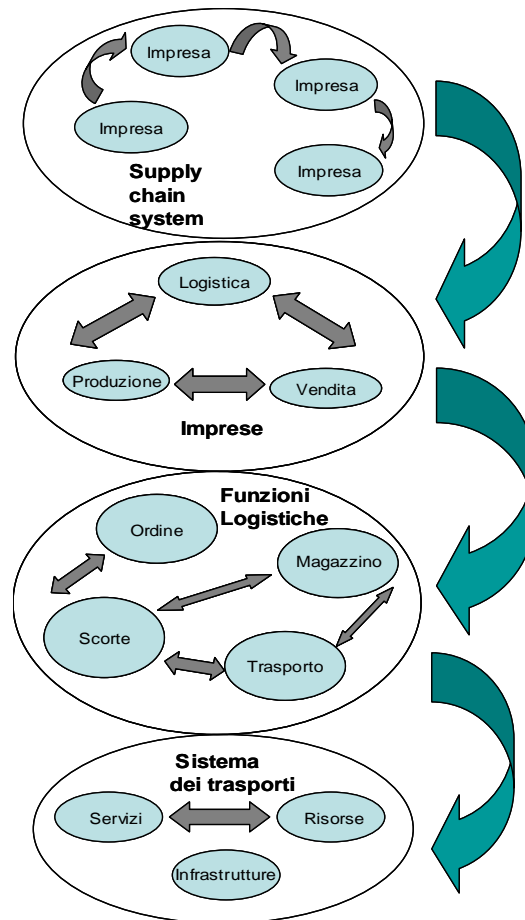 Impresa
Impresa
Impresa
Impresa
Supply
chain
system
Logistica
Produzione
Vendita
Imprese
Funzioni
Logistiche
Ordine
Magazzino
Scorte
Trasporto
Sistema
dei trasporti
Servizi
Risorse
Infrastrutture